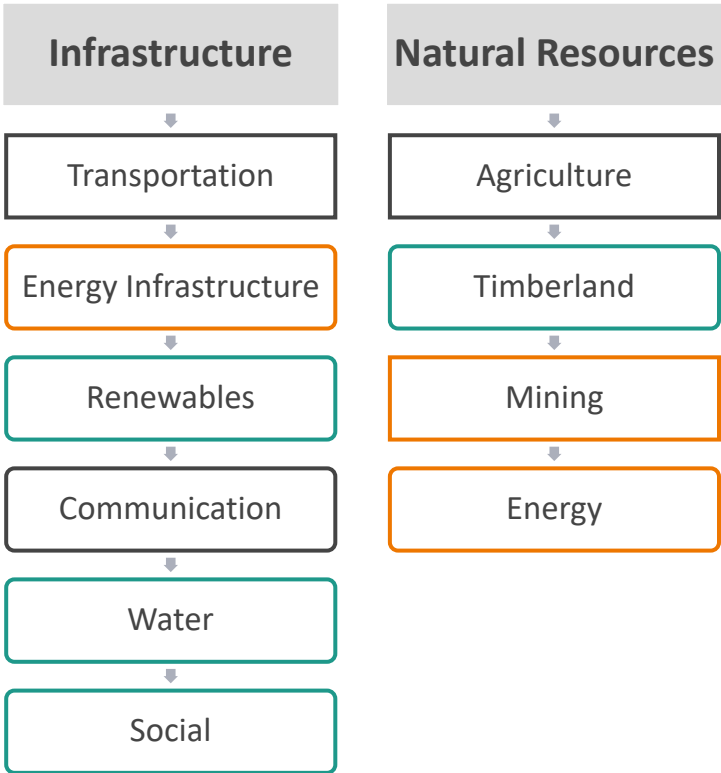 Infrastructure
Transportation
Energy Infrastructure
Renewables
Communication
Water
Social
Natural Resources
Agriculture
Timberland
Mining
Energy